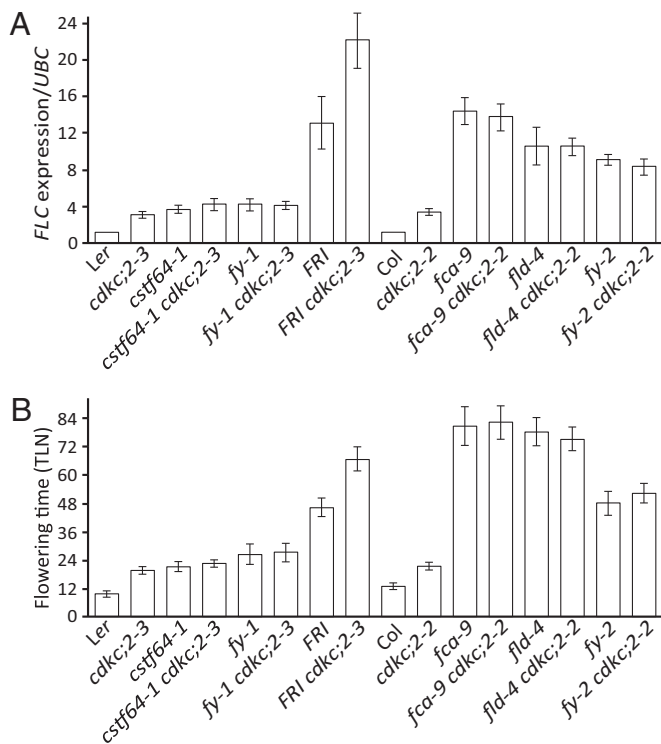 A
FLC expression/UBC
24
20
16
12
8
4
0
Ler
cdkc;2-3
cstf64-1
cstf64-1 cdkc;2-3
fy-1
fy-1 cdkc;2-3
FRI
FRI cdkc;2-3
Col
cdkc;2-2
fca-9
fca-9 cdkc;2-2
fld-4
fld-4 cdkc;2-2
fy-2
fy-2 cdkc;2-2
B
Flowering time (TLN)
84
72
60
48
36
24
12
0
Ler
cdkc;2-3
cstf64-1
cstf64-1 cdkc;2-3
fy-1
fy-1 cdkc;2-3
FRI
FRI cdkc;2-3
Col
cdkc;2-2
fca-9
fca-9 cdkc;2-2
fld-4
fld-4 cdkc;2-2
fy-2
fy-2 cdkc;2-2